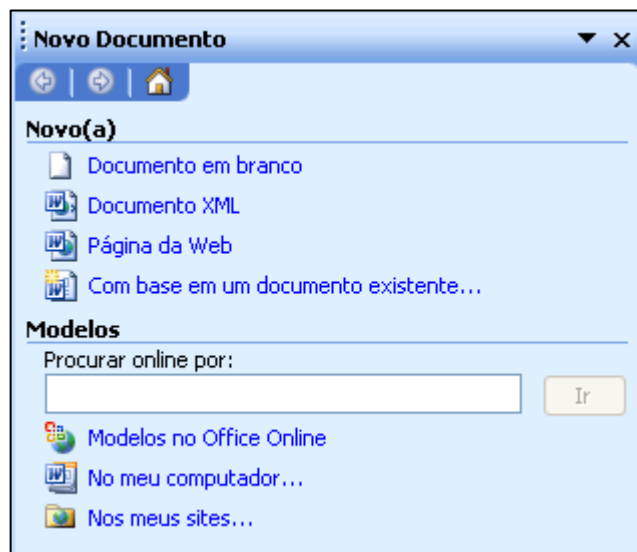 Novo Documento
Novo(a)
Documento em branco
Documento XML
Página da Web
Com base em um documento existente...
Modelos
Procurar online por:
Ir
Modelos no Office Online
No meu computador...
Nos meus sites...